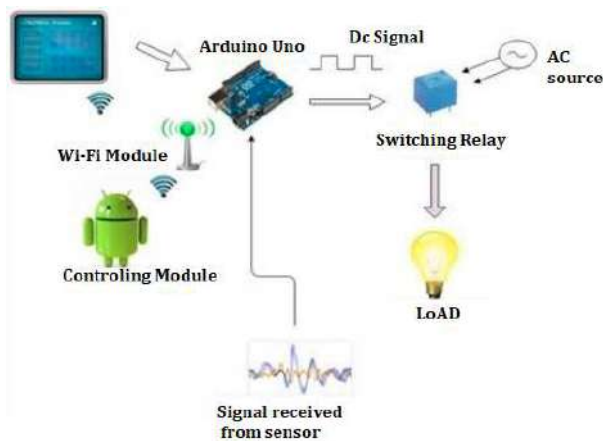 Arduino Uno
Dc Signal
AC
source
Wi-Fi Module
Switching Relay
Controling Module
LoAD
Signal received
from sensor